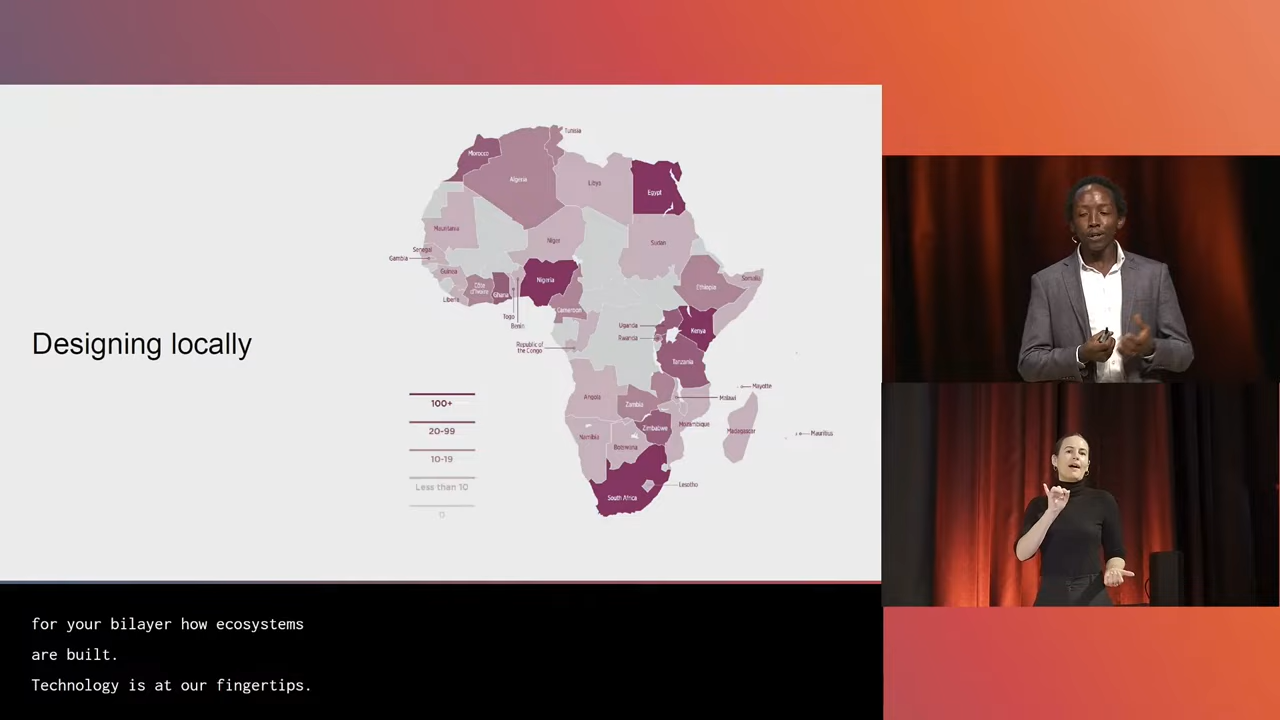 Designing locally
Tunisia
Morocco
Algeria
Libya
Egypt
Mauritania
Niger
Sudan
Senegal
Gambia
Guinea
Liberia
Côte
d'Ivoire
Ghana
Nigeria
Togo
Benin
Cameroon
Republic of
the Congo
Ethiopia
Somalia
Uganda
Kenya
Rwanda
Tanzania
Angola
Zambia
Malawi
Mayotte
Mozambique
Zimbabwe
Madagascar
Mauritius
Namibia
Botswana
South Africa
Lesotho
100+
20-99
10-19
Less than 10
0
for your bilayer how ecosystems
are built.
Technology is at our fingertips.